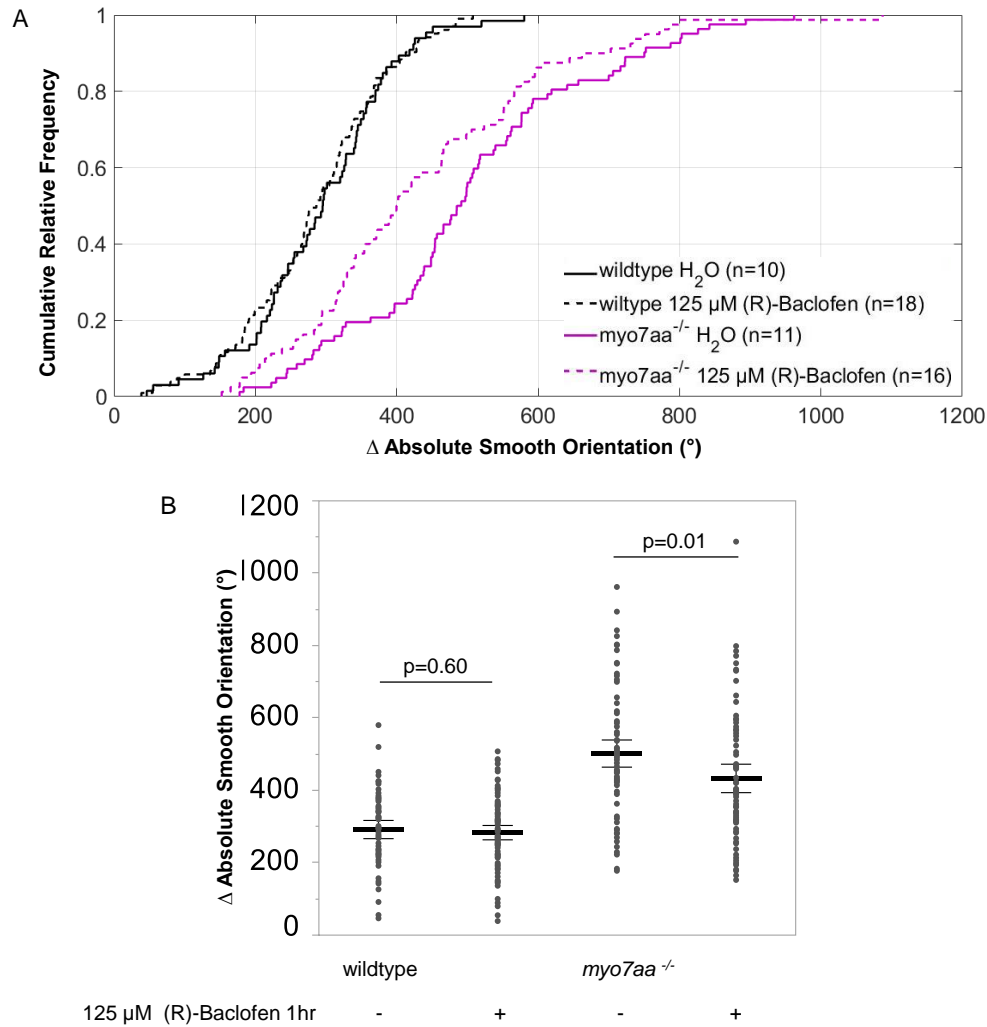 A
Cumulative Relative Frequency
1
0.8
0.6
0.4
0.2
0
0 200 400 600 800 1000 1200
Δ Absolute Smooth Orientation (°)
wildtype H2O (n=10)
wiltype 125 µM (R)-Baclofen (n=18)
myo7aa-/- H2O (n=11)
myo7aa-/- 125 µM (R)-Baclofen (n=16)
B
Δ Absolute Smooth Orientation (°)
1200
1000
800
600
400
200
0
p=0.60
p=0.01
wildtype myo7aa -/-
125 µM (R)-Baclofen 1hr - + - +